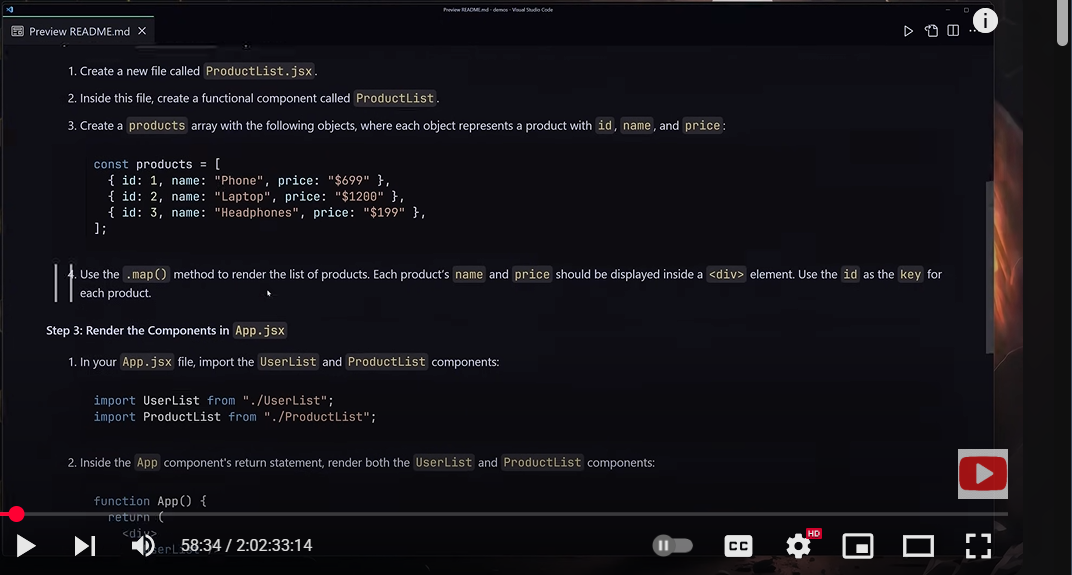 Preview README.md - demos - Visual Studio Code
Preview README.md
1. Create a new file called ProductList.jsx.
2. Inside this file, create a functional component called ProductList.
3. Create a products array with the following objects, where each object represents a product with id, name, and price:
const products = [
{ id: 1, name: "Phone", price: "$699" },
{ id: 2, name: "Laptop", price: "$1200" },
{ id: 3, name: "Headphones", price: "$199" },
];
4. Use the .map() method to render the list of products. Each product's name and price should be displayed inside a <div> element. Use the id as the key for
each product.
Step 3: Render the Components in App.jsx
1. In your App.jsx file, import the UserList and ProductList components:
import UserList from "./UserList";
import ProductList from "./ProductList";
2. Inside the App component's return statement, render both the UserList and ProductList components:
function App() {
return (
<div>
58:34 / 2:02:33:14
CC
HD